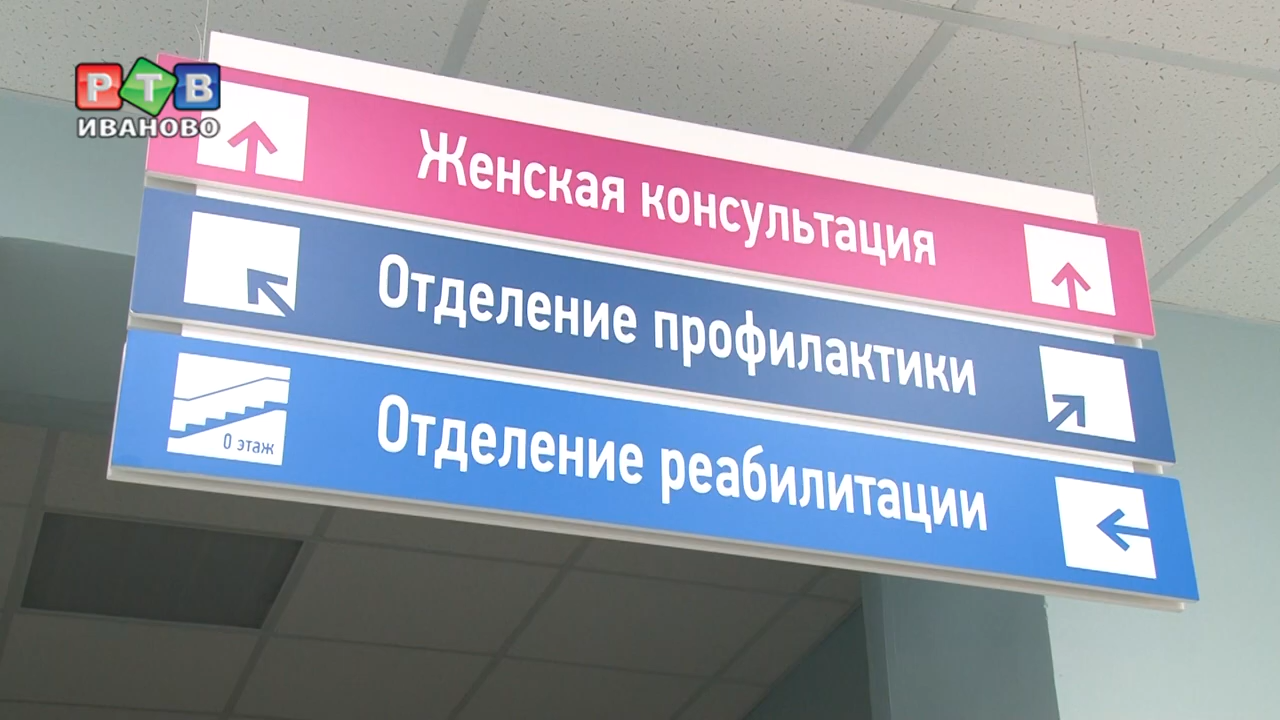 РТВ
ИВАНОВО
Женская консультация
Отделение профилактики
0 этаж
Отделение реабилитации